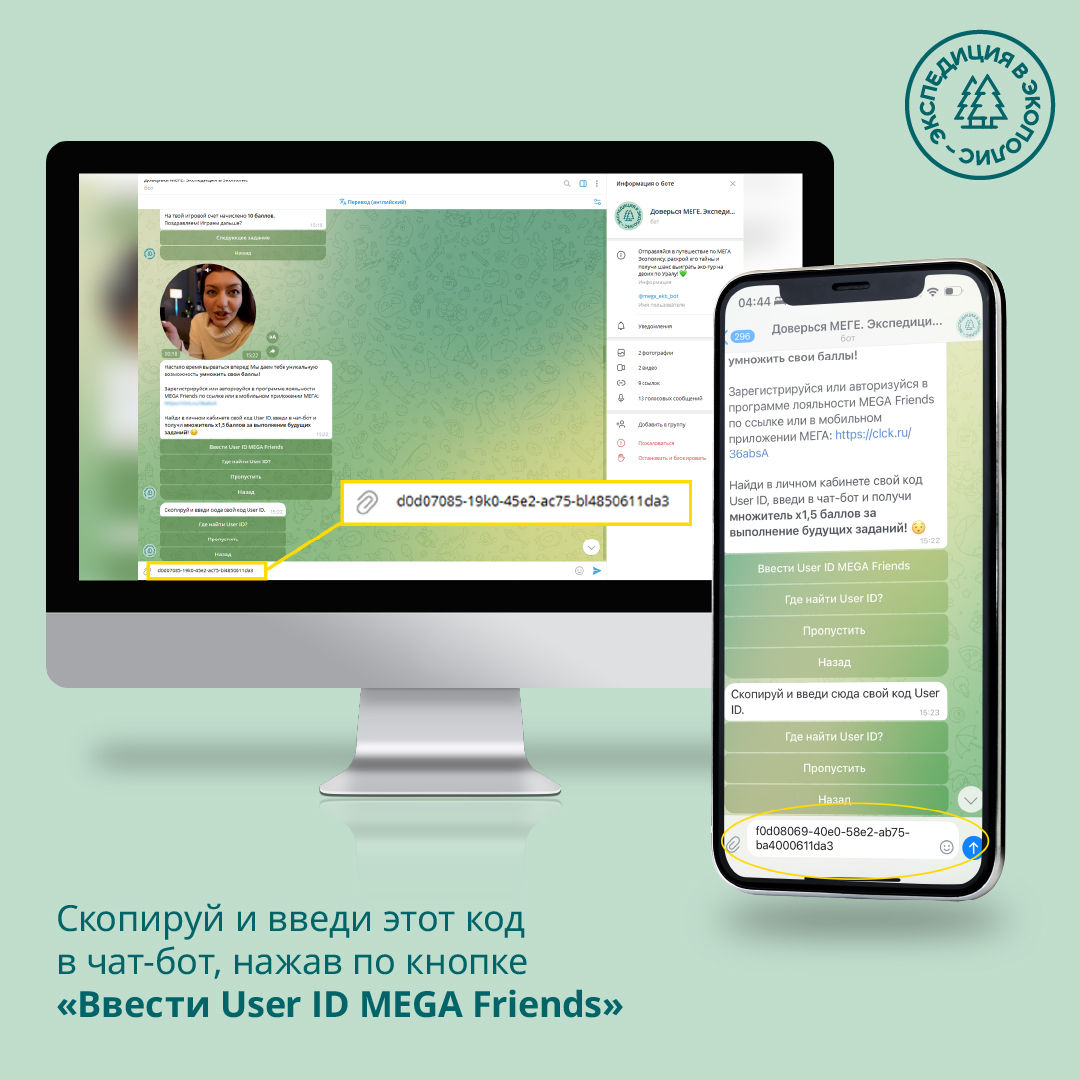 ЭКСПЕДИЦИЯ В ЭКОПОЛИС –
Доверься МЕГЕ. Экспедиция в Экополис
бот
Перевод (английский)
На твой игровой счет начислено 10 баллов.
Поздравляем! Играем дальше?
15:18
Следующее задание
Назад
00:18
15:22
Настало время вырваться вперед! Мы даем тебе уникальную
возможность умножить свои баллы!
Зарегистрируйся или авторизуйся в программе лояльности
MEGA Friends по ссылке или в мобильном приложении МЕГА:
Найди в личном кабинете свой код User ID, введи в чат-бот и
получи множитель x1,5 баллов за выполнение будущих
заданий! 😏
15:22
Ввести User ID MEGA Friends
Где найти User ID?
Пропустить
Назад
Скопируй и введи сюда свой код User ID.
15:22
Где найти User ID?
Пропустить
Назад
d0d07085-19k0-45e2-ac75-bl4850611da3
d0d07085-19k0-45e2-ac75-bl4850611da3
Информация о боте
Доверься МЕГЕ. Экспеди...
бот
Отправляйся в путешествие по МЕГА
Экополису, раскрой его тайны и
получи шанс выиграть эко-тур на
двоих по Уралу! 💚
Информация
@mega_ekb_bot
Имя пользователя
Уведомления
2 фотографии
2 видео
9 ссылок
13 голосовых сообщений
Добавить в группу
Пожаловаться
Остановить и блокировать
04:44
296
Доверься МЕГЕ. Экспедици...
бот
умножить свои баллы!
Зарегистрируйся или авторизуйся в
программе лояльности MEGA Friends
по ссылке или в мобильном
приложении МЕГА: https://clck.ru/
36absA
Найди в личном кабинете свой код
User ID, введи в чат-бот и получи
множитель x1,5 баллов за
выполнение будущих заданий! 😏
15:22
Ввести User ID MEGA Friends
Где найти User ID?
Пропустить
Назад
Скопируй и введи сюда свой код User
ID.
15:23
Где найти User ID?
Пропустить
Назад
f0d08069-40e0-58e2-ab75-
ba4000611da3
Скопируй и введи этот код
в чат-бот, нажав по кнопке
«Ввести User ID MEGA Friends»